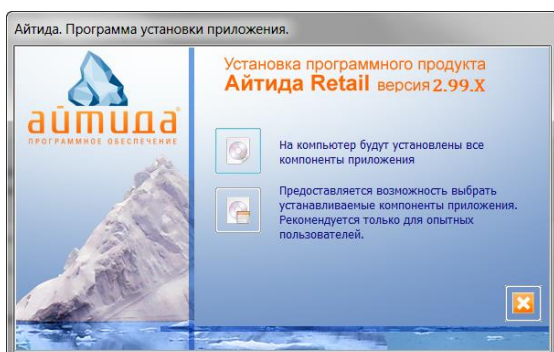 Айтида. Программа установки приложения.
айтида
ПРОГРАММНОЕ ОБЕСПЕЧЕНИЕ
Установка программного продукта
Айтида Retail версия 2.99.X
На компьютер будут установлены все
компоненты приложения
Предоставляется возможность выбрать
устанавливаемые компоненты приложения.
Рекомендуется только для опытных
пользователей.